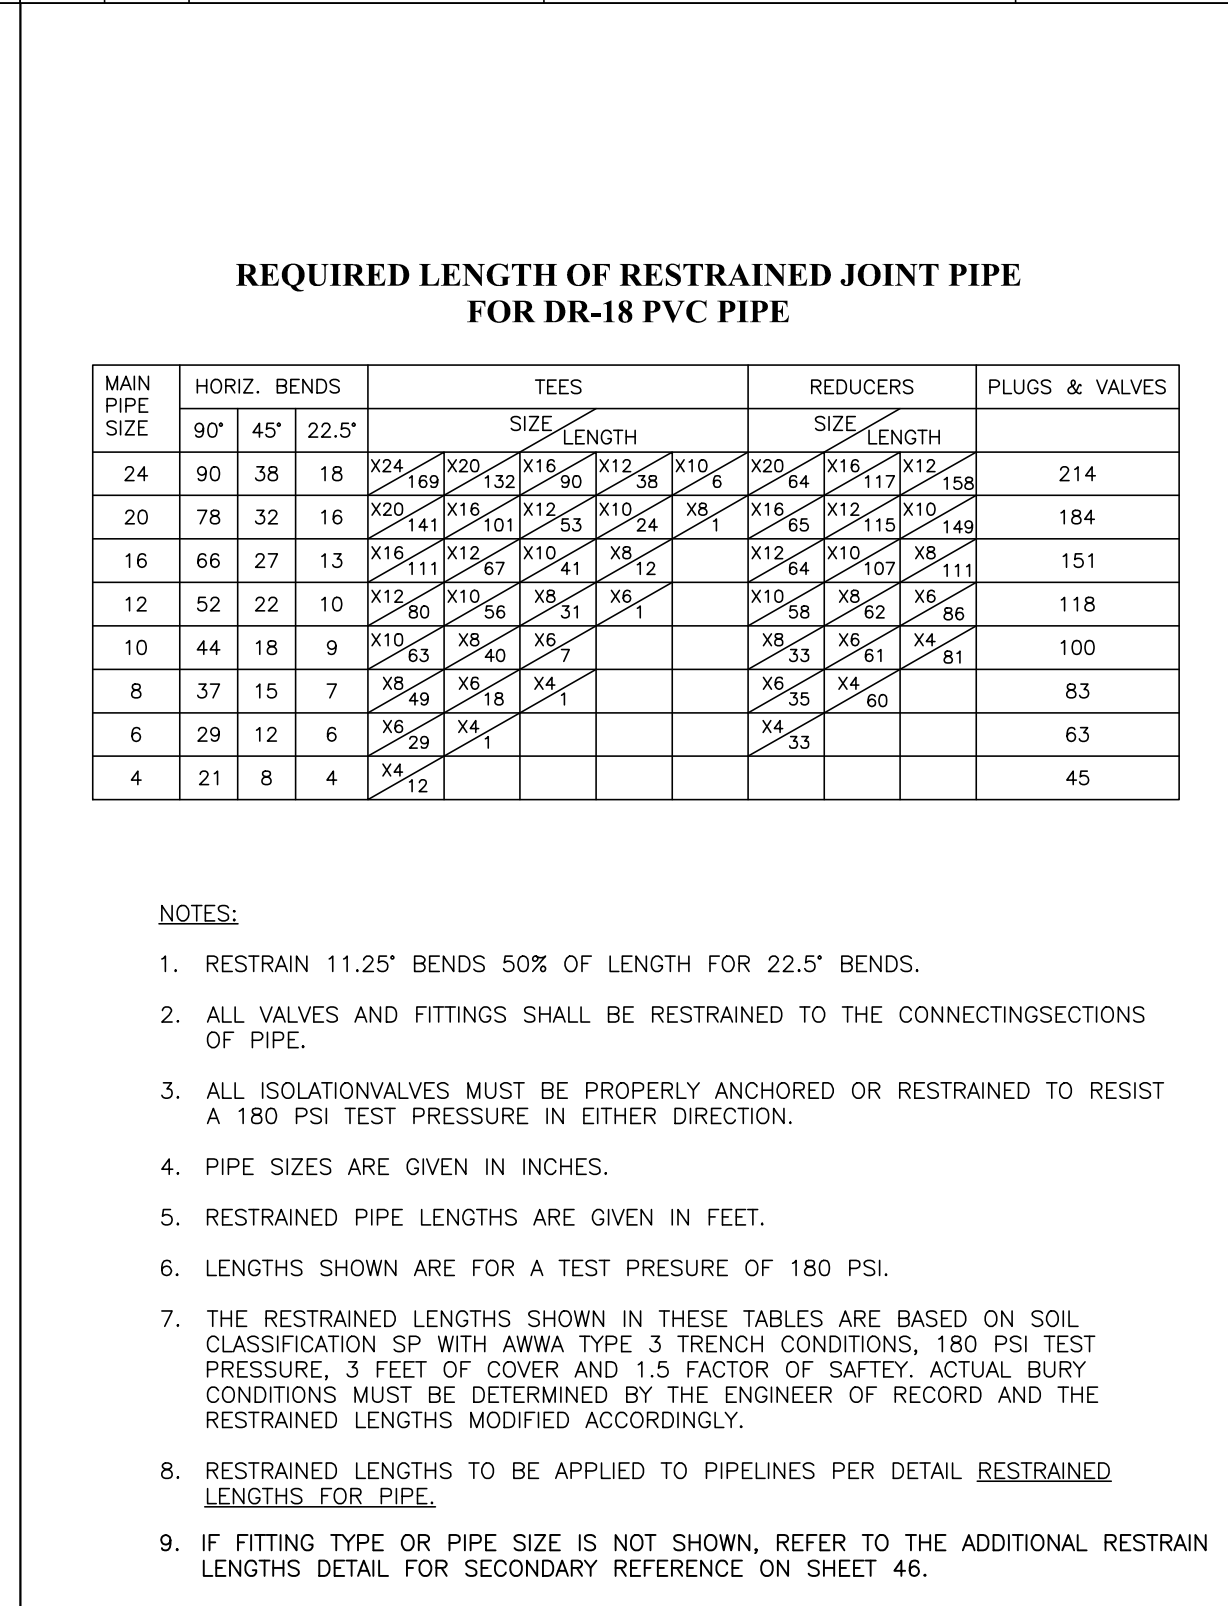 REQUIRED LENGTH OF RESTRAINED JOINT PIPE
FOR DR-18 PVC PIPE
MAIN PIPE SIZE HORIZ. BENDS TEES REDUCERS PLUGS & VALVES
90° 45° 22.5° SIZE LENGTH SIZE LENGTH
24 90 38 18 X24 169 X20 132 X16 90 X12 38 X10 6 X20 64 X16 117 X12 158 214
20 78 32 16 X20 141 X16 101 X12 53 X10 24 X8 1 X16 65 X12 115 X10 149 184
16 66 27 13 X16 111 X12 67 X10 41 X8 12 X12 64 X10 107 X8 111 151
12 52 22 10 X12 80 X10 56 X8 31 X6 1 X10 58 X8 62 X6 86 118
10 44 18 9 X10 63 X8 40 X6 7 X8 33 X6 61 X4 81 100
8 37 15 7 X8 49 X6 18 X4 1 X6 35 X4 60 83
6 29 12 6 X6 29 X4 1 X4 33 63
4 21 8 4 X4 12 45
NOTES:
1. RESTRAIN 11.25° BENDS 50% OF LENGTH FOR 22.5° BENDS.
2. ALL VALVES AND FITTINGS SHALL BE RESTRAINED TO THE CONNECTINGSECTIONS
OF PIPE.
3. ALL ISOLATIONVALVES MUST BE PROPERLY ANCHORED OR RESTRAINED TO RESIST
A 180 PSI TEST PRESSURE IN EITHER DIRECTION.
4. PIPE SIZES ARE GIVEN IN INCHES.
5. RESTRAINED PIPE LENGTHS ARE GIVEN IN FEET.
6. LENGTHS SHOWN ARE FOR A TEST PRESURE OF 180 PSI.
7. THE RESTRAINED LENGTHS SHOWN IN THESE TABLES ARE BASED ON SOIL
CLASSIFICATION SP WITH AWWA TYPE 3 TRENCH CONDITIONS, 180 PSI TEST
PRESSURE, 3 FEET OF COVER AND 1.5 FACTOR OF SAFTEY. ACTUAL BURY
CONDITIONS MUST BE DETERMINED BY THE ENGINEER OF RECORD AND THE
RESTRAINED LENGTHS MODIFIED ACCORDINGLY.
8. RESTRAINED LENGTHS TO BE APPLIED TO PIPELINES PER DETAIL RESTRAINED
LENGTHS FOR PIPE.
9. IF FITTING TYPE OR PIPE SIZE IS NOT SHOWN, REFER TO THE ADDITIONAL RESTRAIN
LENGTHS DETAIL FOR SECONDARY REFERENCE ON SHEET 46.